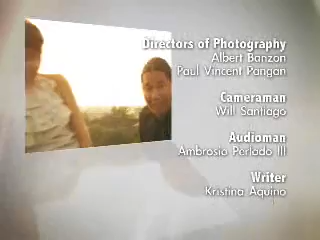 Directors of Photography
Albert Banzon
Paul Vincent Pangan
Cameraman
Will Santiago
Audioman
Ambrosio Perlado III
Writer
Kristina Aquino